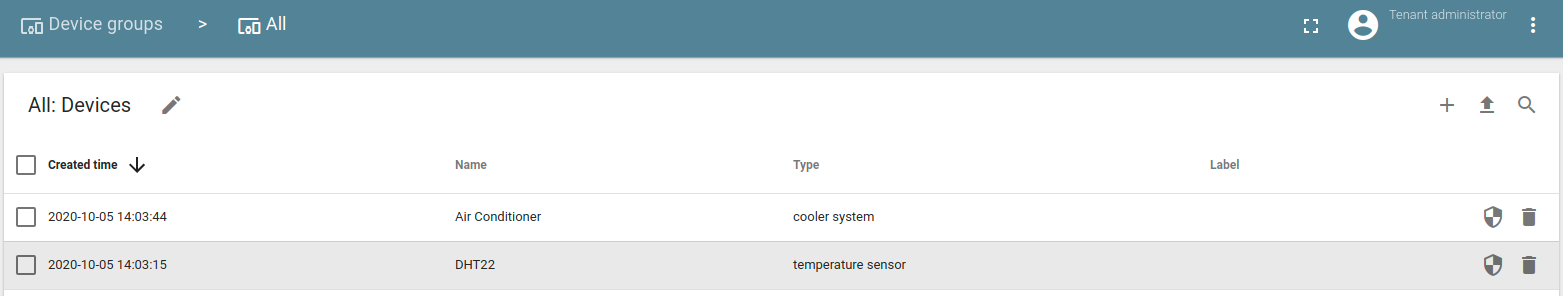 Device groups > All
Tenant administrator
All: Devices
Created time Name Type Label
2020-10-05 14:03:44 Air Conditioner cooler system
2020-10-05 14:03:15 DHT22 temperature sensor